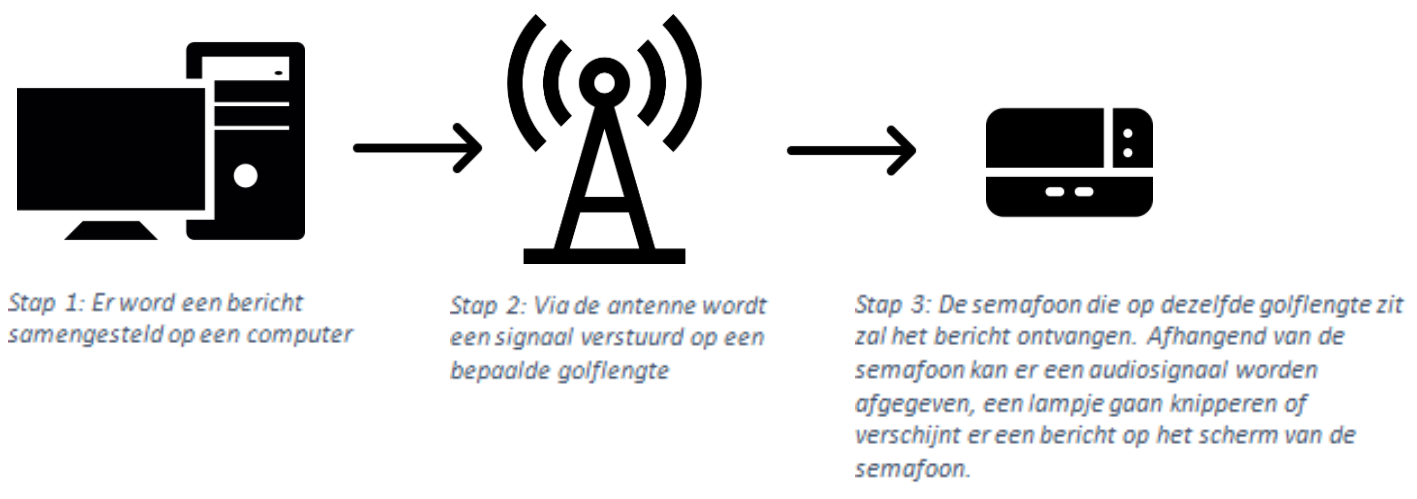 Stap 1: Er word een bericht
samengesteld op een computer
Stap 2: Via de antenne wordt
een signaal verstuurd op een
bepaalde golflengte
Stap 3: De semafoon die op dezelfde golflengte zit
zal het bericht ontvangen. Afhangend van de
semafoon kan er een audiosignaal worden
afgegeven, een lampje gaan knipperen of
verschijnt er een bericht op het scherm van de
semafoon.